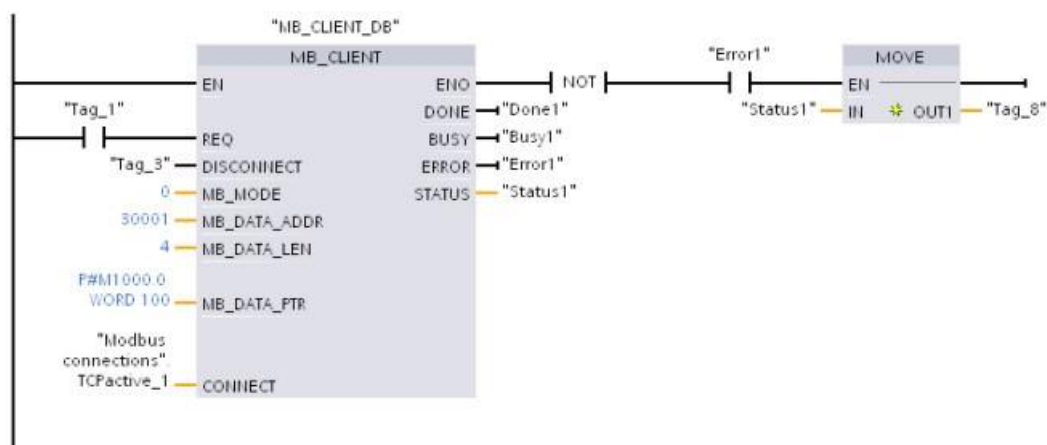 "MB_CLIENT_DB"
MB_CLIENT
EN
ENO
NOT
"Error1"
MOVE
EN
"Tag_1"
DONE
"Done1"
"Status1"
IN
OUT1
"Tag_8"
REQ
BUSY
"Busy1"
"Tag_3"
DISCONNECT
ERROR
"Error1"
0
MB_MODE
STATUS
"Status1"
30001
MB_DATA_ADDR
4
MB_DATA_LEN
P#M1000.0
WORD 100
MB_DATA_PTR
"Modbus
connections".
TCPactive_1
CONNECT